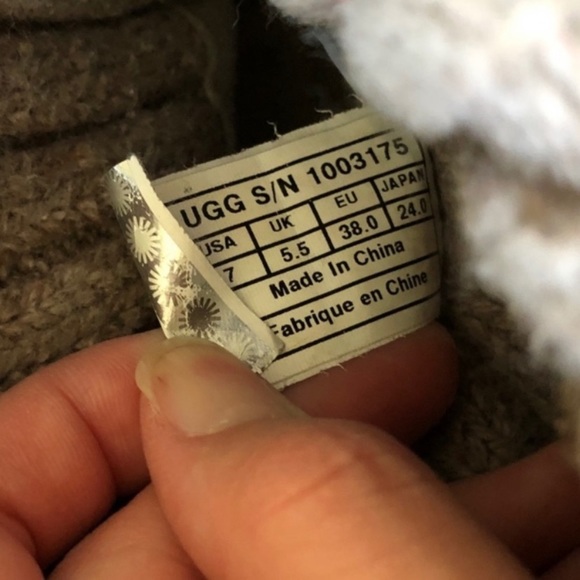 UGG S/N 1003175
USA UK EU JAPAN
7 5.5 38.0 24.0
Made In China
Fabrique en Chine